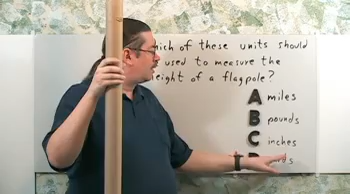 hich of these units should
used to measure the
eight of a flagpole?
A miles
B pounds
C inches